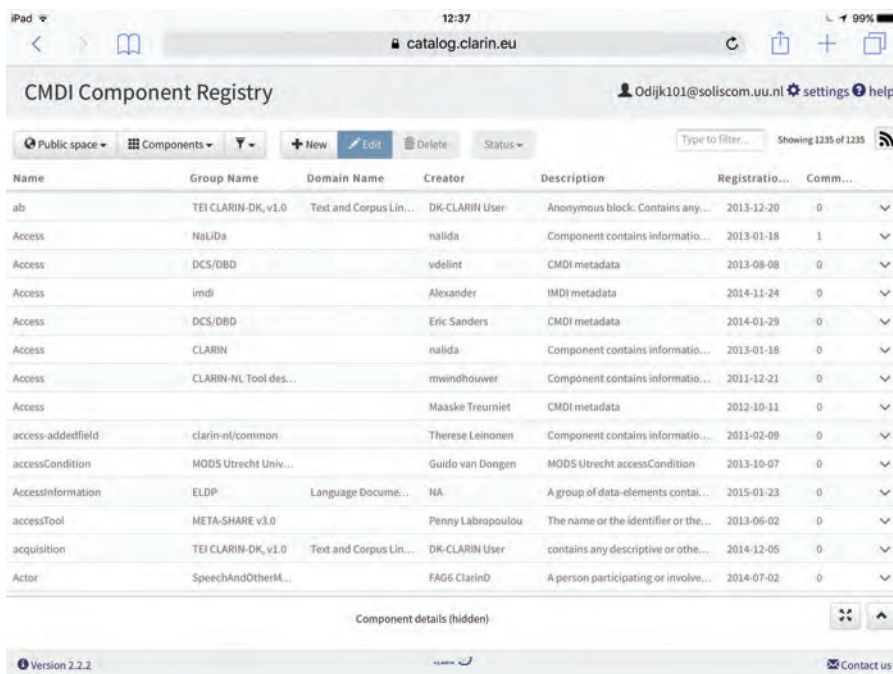 iPad 12:37 99%
catalog.clarin.eu
CMDI Component Registry Odijk101@soliscom.uu.nl settings help
Public space Components New Edit Delete Status Type to filter... Showing 1235 of 1235
Name Group Name Domain Name Creator Description Registratio... Comm...
ab TEI CLARIN-DK, v1.0 Text and Corpus Lin... DK-CLARIN User Anonymous block. Contains any... 2013-12-20 0
Access NaLiDa nalida Component contains informatio... 2013-01-18 1
Access DCS/DBD vdelint CMDI metadata 2013-08-08 0
Access imdi Alexander IMDI metadata 2014-11-24 0
Access DCS/DBD Eric Sanders CMDI metadata 2014-01-29 0
Access CLARIN nalida Component contains informatio... 2013-01-18 0
Access CLARIN-NL Tool des... mwindhouwer Component contains informatio... 2011-12-21 0
Access Maaske Treurniet CMDI metadata 2012-10-11 0
access-addedfield clarin-nl/common Therese Leinonen Component contains informatio... 2011-02-09 0
accessCondition MODS Utrecht Univ... Guido van Dongen MODS Utrecht accessCondition 2013-10-07 0
AccessInformation ELDP Language Docume... NA A group of data-elements contai... 2015-01-23 0
accessTool META-SHARE v3.0 Penny Labropoulou The name or the identifier or the... 2013-06-02 0
acquisition TEI CLARIN-DK, v1.0 Text and Corpus Lin... DK-CLARIN User contains any descriptive or othe... 2014-12-05 0
Actor SpeechAndOtherM... FAG6 ClarinD A person participating or involve... 2014-07-02 0
Component details (hidden)
Version 2.2.2 CLARIN Contact us